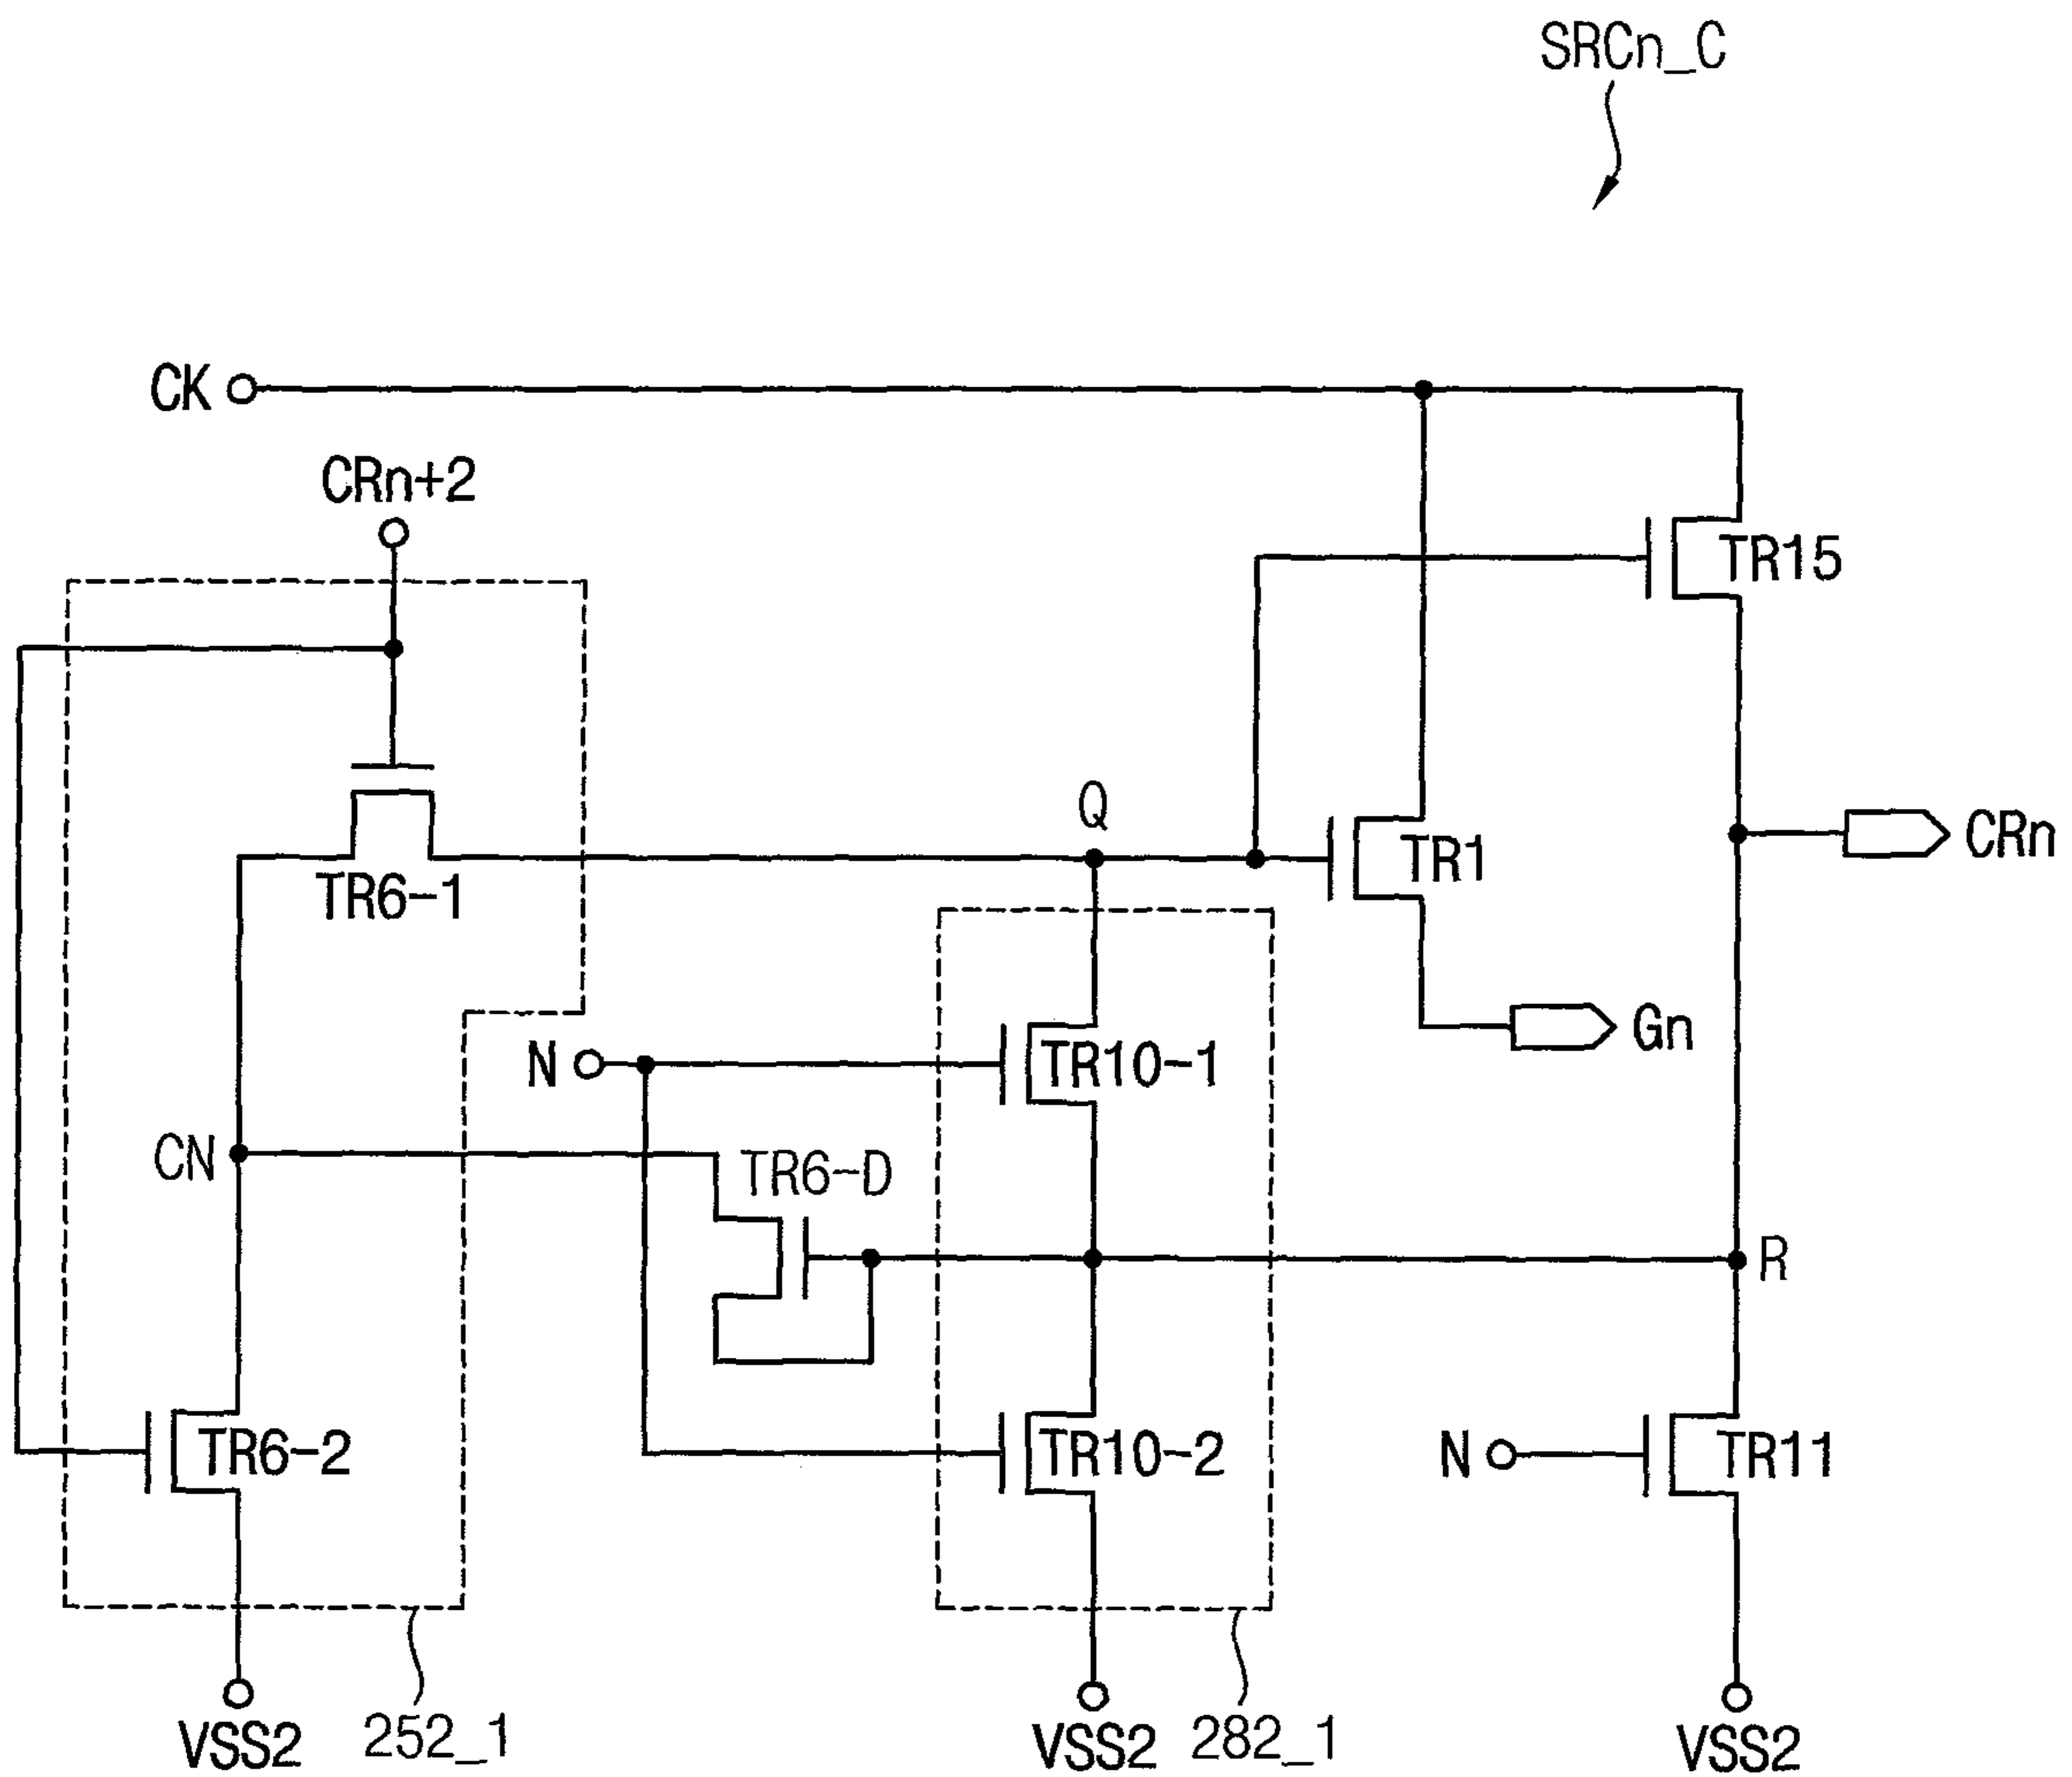 SRCn_C
CK
CRn+2
TR15
Q
CRn
TR1
TR6-1
Gn
N
TR10-1
CN
TR6-D
R
TR6-2
TR10-2
N
TR11
VSS2
252_1
VSS2
282_1
VSS2